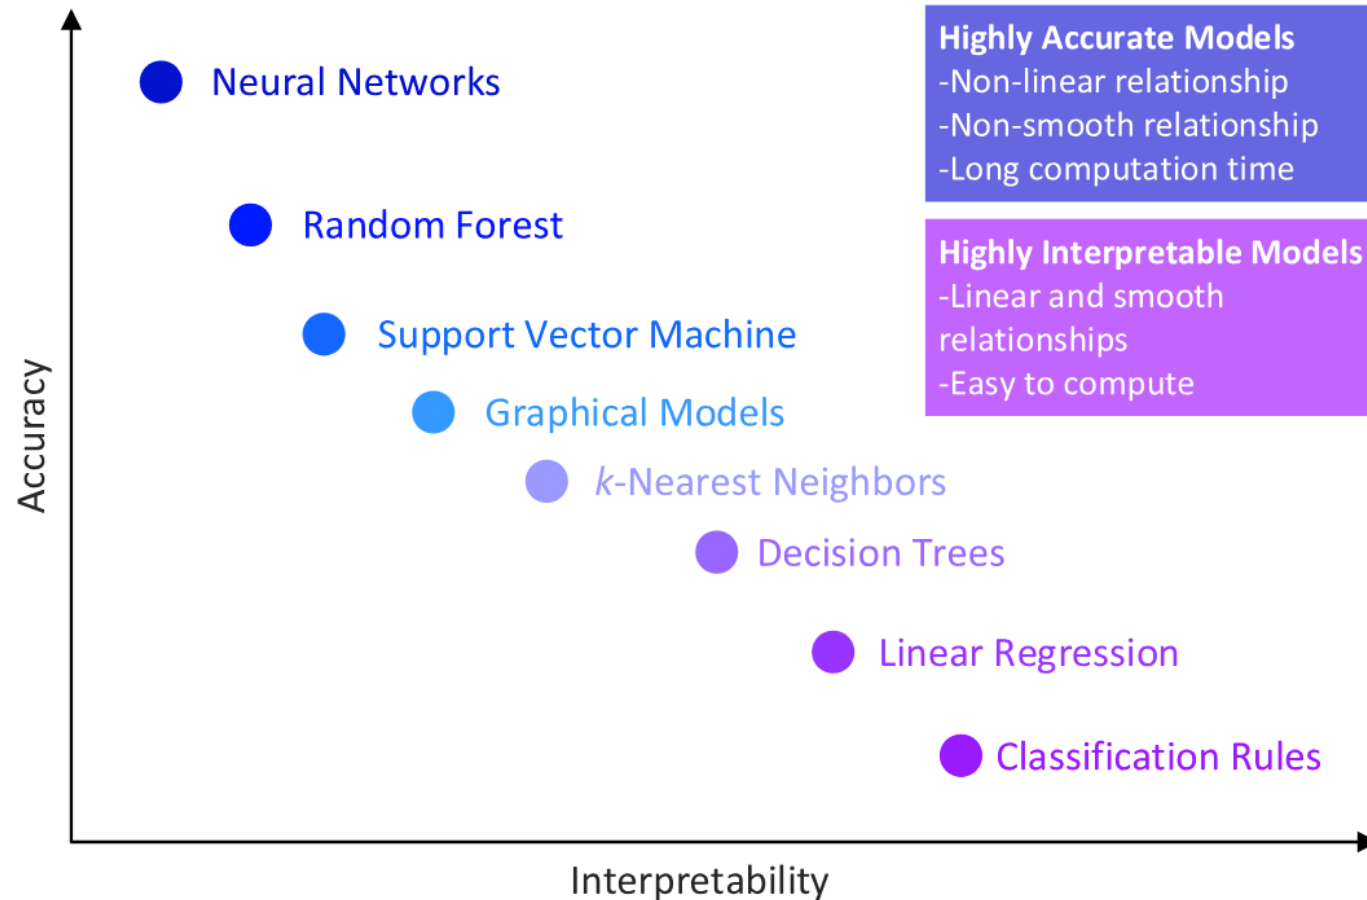 Neural Networks
Random Forest
Support Vector Machine
Graphical Models
k-Nearest Neighbors
Decision Trees
Linear Regression
Classification Rules
Highly Accurate Models
-Non-linear relationship
-Non-smooth relationship
-Long computation time
Highly Interpretable Models
-Linear and smooth
relationships
-Easy to compute
Accuracy
Interpretability